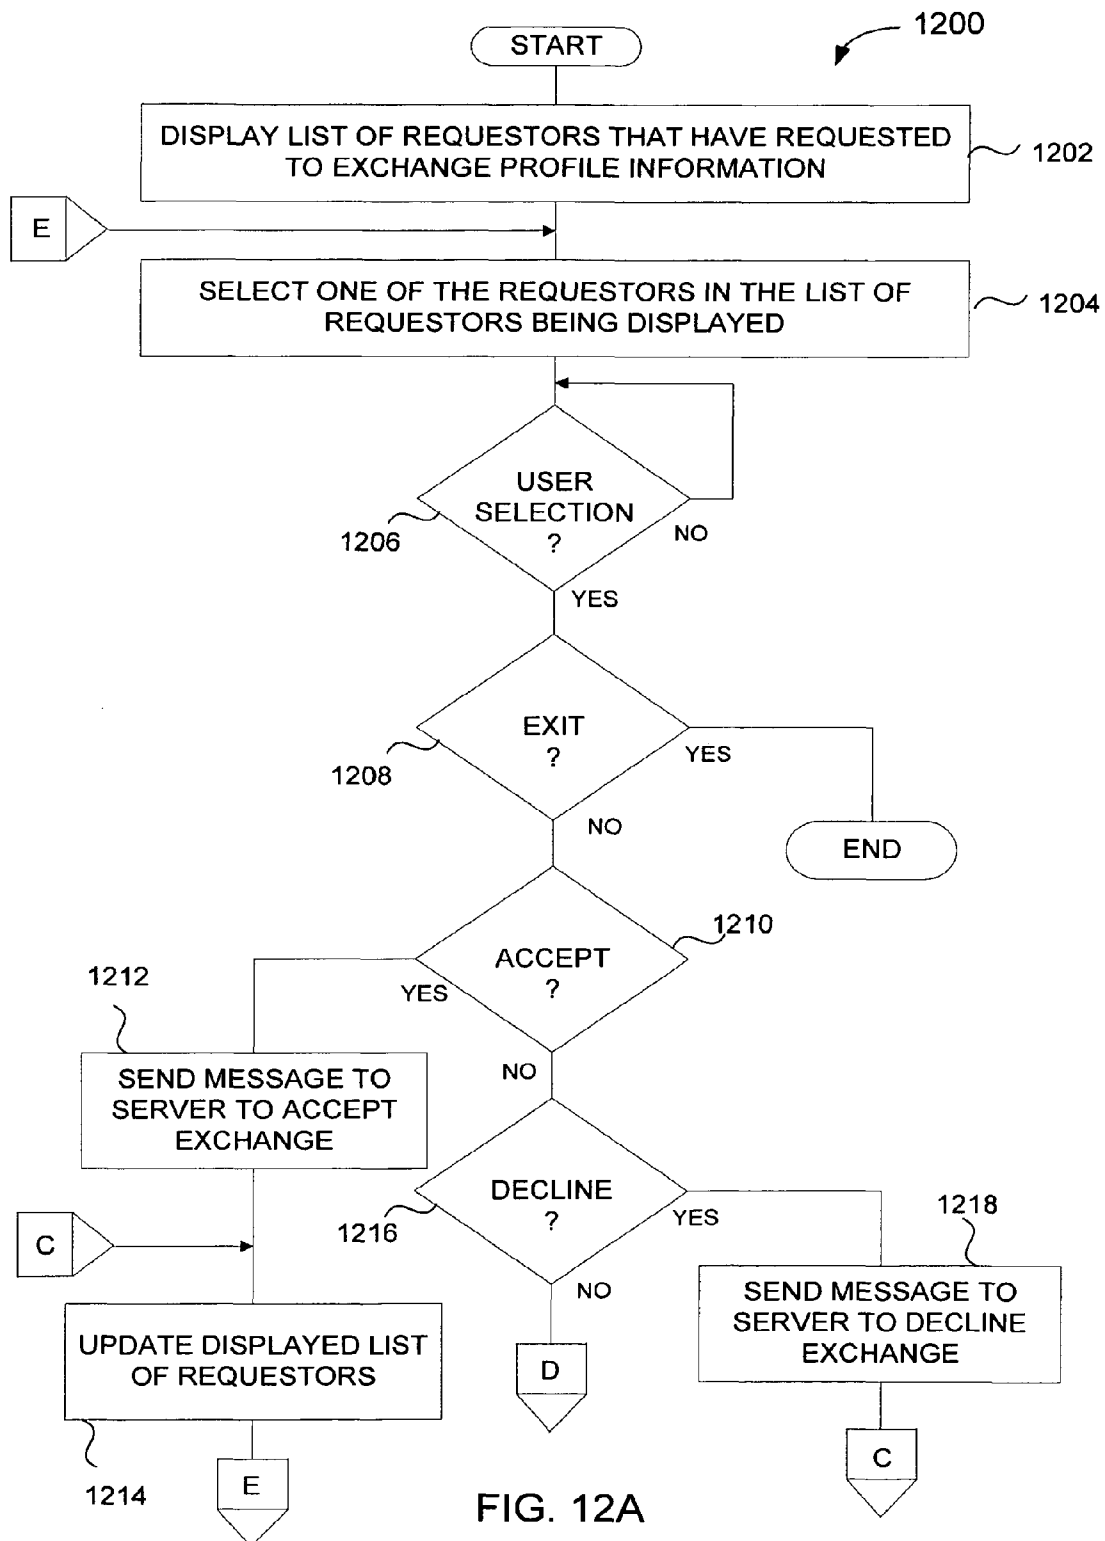 1200
START
DISPLAY LIST OF REQUESTORS THAT HAVE REQUESTED
TO EXCHANGE PROFILE INFORMATION
1202
E
SELECT ONE OF THE REQUESTORS IN THE LIST OF
REQUESTORS BEING DISPLAYED
1204
USER
SELECTION
?
1206
NO
YES
EXIT
?
1208
YES
NO
END
ACCEPT
?
1210
YES
NO
1212
SEND MESSAGE TO
SERVER TO ACCEPT
EXCHANGE
DECLINE
?
1216
YES
NO
1218
SEND MESSAGE TO
SERVER TO DECLINE
EXCHANGE
C
UPDATE DISPLAYED LIST
OF REQUESTORS
1214
D
C
E
FIG. 12A